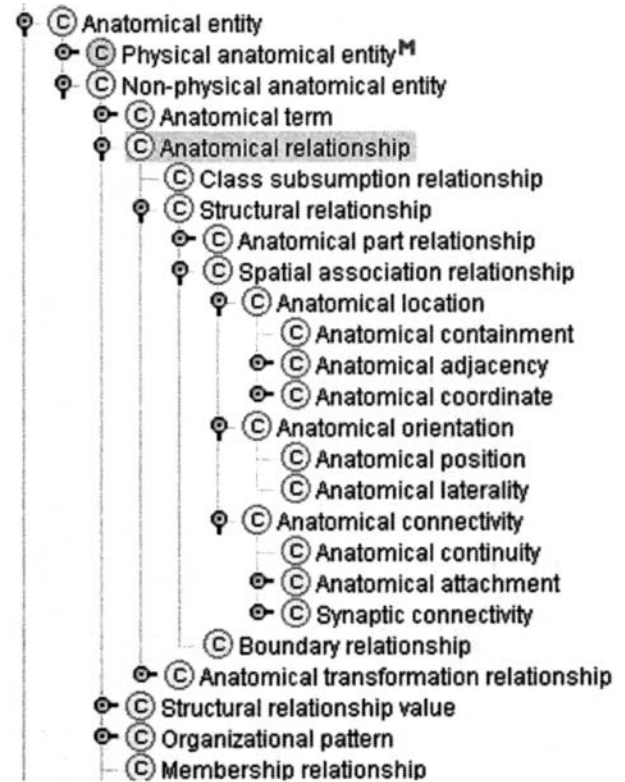 C Anatomical entity
C Physical anatomical entityM
C Non-physical anatomical entity
C Anatomical term
C Anatomical relationship
C Class subsumption relationship
C Structural relationship
C Anatomical part relationship
C Spatial association relationship
C Anatomical location
C Anatomical containment
C Anatomical adjacency
C Anatomical coordinate
C Anatomical orientation
C Anatomical position
C Anatomical laterality
C Anatomical connectivity
C Anatomical continuity
C Anatomical attachment
C Synaptic connectivity
C Boundary relationship
C Anatomical transformation relationship
C Structural relationship value
C Organizational pattern
C Membership relationship